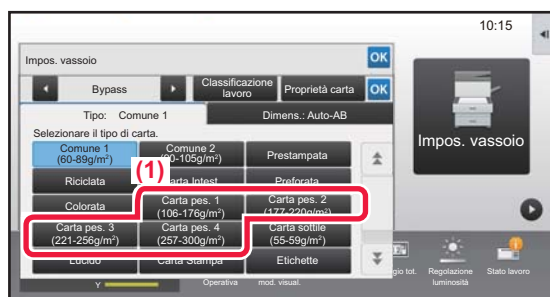 10:15
Impos. vassoio
OK
Bypass
Classificazione
lavoro
Proprietà carta
OK
Tipo: Comune 1
Dimens.: Auto-AB
Selezionare il tipo di carta.
Comune 1
(60-89g/m²)
Comune 2
-105g/m²)
Prestampata
Impos. vassoio
(1)
Riciclata
Carta Intest.
Preforata
Colorata
Carta pes. 1
(106-176g/m²)
Carta pes. 2
(177-220g/m²)
Carta pes. 3
(221-256g/m²)
Carta pes. 4
(257-300g/m²)
Carta sottile
(55-59g/m²)
Lucido
Carta Stampa
Etichette
gio tot.
Regolazione
luminosità
Stato lavoro
Y
Operativa
mod. visual.